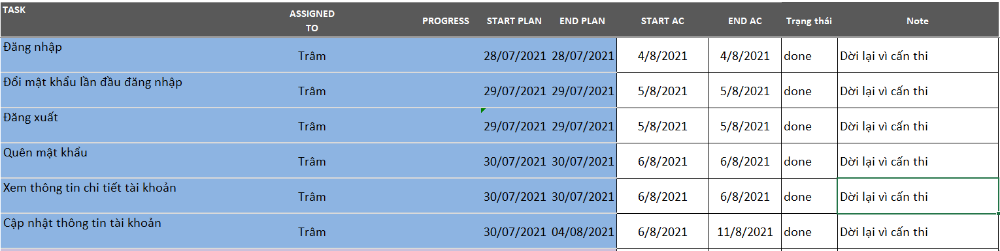 TASK ASSIGNED TO PROGRESS START PLAN END PLAN START AC END AC Trạng thái Note
Đăng nhập Trâm 28/07/2021 28/07/2021 4/8/2021 4/8/2021 done Dời lại vì cấn thi
Đổi mật khẩu lần đầu đăng nhập Trâm 29/07/2021 29/07/2021 5/8/2021 5/8/2021 done Dời lại vì cấn thi
Đăng xuất Trâm 29/07/2021 29/07/2021 5/8/2021 5/8/2021 done Dời lại vì cấn thi
Quên mật khẩu Trâm 30/07/2021 30/07/2021 6/8/2021 6/8/2021 done Dời lại vì cấn thi
Xem thông tin chi tiết tài khoản Trâm 30/07/2021 30/07/2021 6/8/2021 6/8/2021 done Dời lại vì cấn thi
Cập nhật thông tin tài khoản Trâm 30/07/2021 04/08/2021 6/8/2021 11/8/2021 done Dời lại vì cấn thi